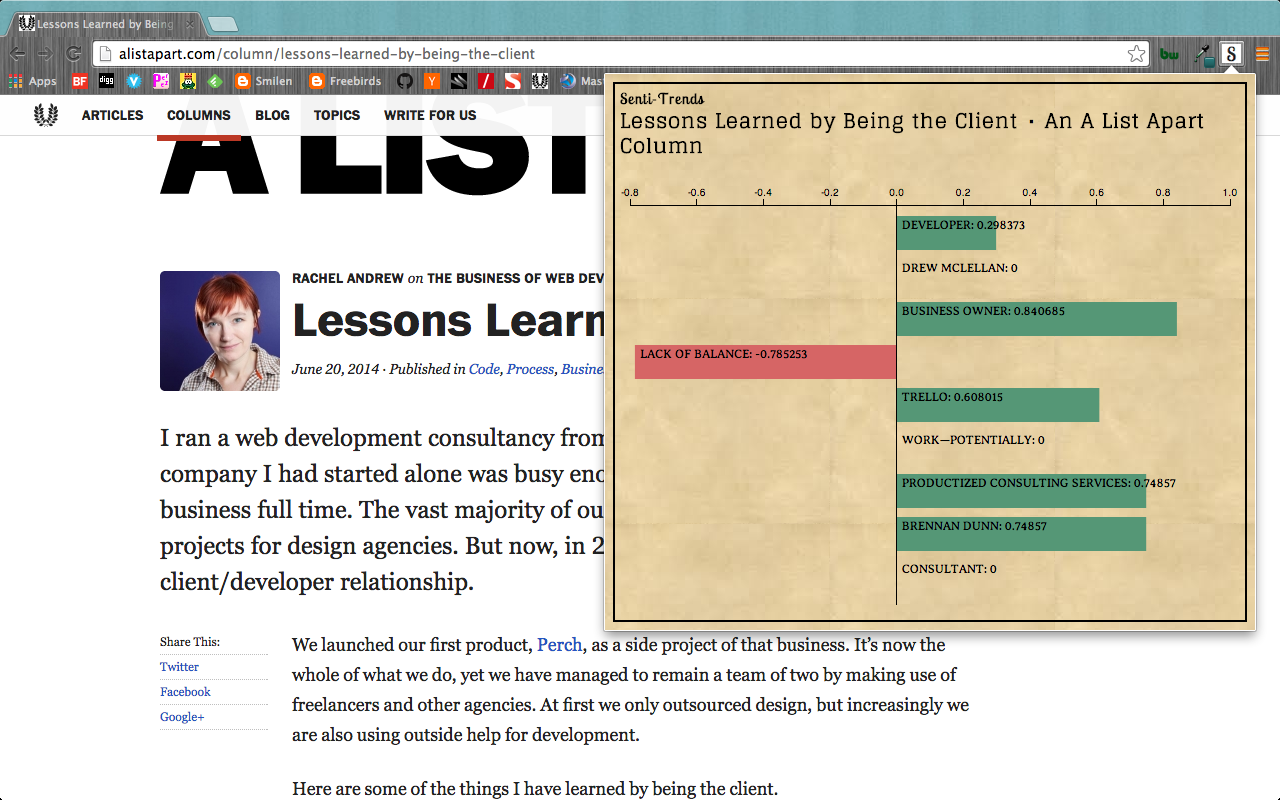 Lessons Learned by Being
alistapart.com/column/lessons-learned-by-being-the-client
bw
S
Apps
BF
digg
Smilen
Freebirds
Y
S
Mas
ARTICLES
COLUMNS
BLOG
TOPICS
WRITE FOR US
A LIST
RACHEL ANDREW on THE BUSINESS OF WEB DEV
Lessons Learn
June 20, 2014 · Published in Code, Process, Busine
I ran a web development consultancy from
company I had started alone was busy eno
business full time. The vast majority of ou
projects for design agencies. But now, in 2
client/developer relationship.
Share This:
Twitter
Facebook
Google+
We launched our first product, Perch, as a side project of that business. It’s now the
whole of what we do, yet we have managed to remain a team of two by making use of
freelancers and other agencies. At first we only outsourced design, but increasingly we
are also using outside help for development.
Here are some of the things I have learned by being the client.
Senti-Trends
Lessons Learned by Being the Client · An A List Apart
Column
-0.8 -0.6 -0.4 -0.2 0.0 0.2 0.4 0.6 0.8 1.0
DEVELOPER: 0.298373
DREW MCLELLAN: 0
BUSINESS OWNER: 0.840685
LACK OF BALANCE: -0.785253
TRELLO: 0.608015
WORK—POTENTIALLY: 0
PRODUCTIZED CONSULTING SERVICES: 0.74857
BRENNAN DUNN: 0.74857
CONSULTANT: 0